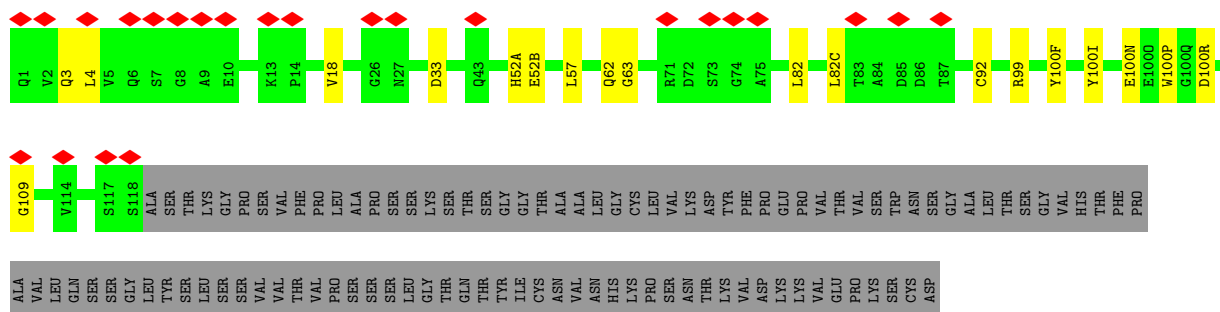 Q1 V2 Q3 L4 V5 Q6 S7 G8 A9 E10 K13 P14 V18 G26 N27 D33 Q43 H52A E52B L57 Q62 G63 R71 D72 S73 G74 A75 L82 L82C T83 A84 D85 D86 T87 C92 R99 Y100F Y100I E100N E100O W100P G100Q D100R
G109 V114 S117 S118 ALA SER THR LYS GLY PRO SER VAL PHE PRO LEU ALA PRO SER SER LYS SER THR SER GLY GLY THR ALA ALA LEU GLY CYS LEU VAL LYS ASP TYR PHE PRO GLU PRO VAL THR VAL SER TRP ASN SER GLY ALA LEU THR SER GLY VAL HIS THR PHE PRO
ALA VAL LEU GLN SER SER GLY LEU TYR SER LEU SER SER VAL VAL THR VAL PRO SER SER SER LEU GLY THR GLN THR TYR ILE CYS ASN VAL ASN HIS LYS PRO SER ASN THR LYS VAL ASP LYS LYS VAL GLU PRO LYS SER CYS ASP